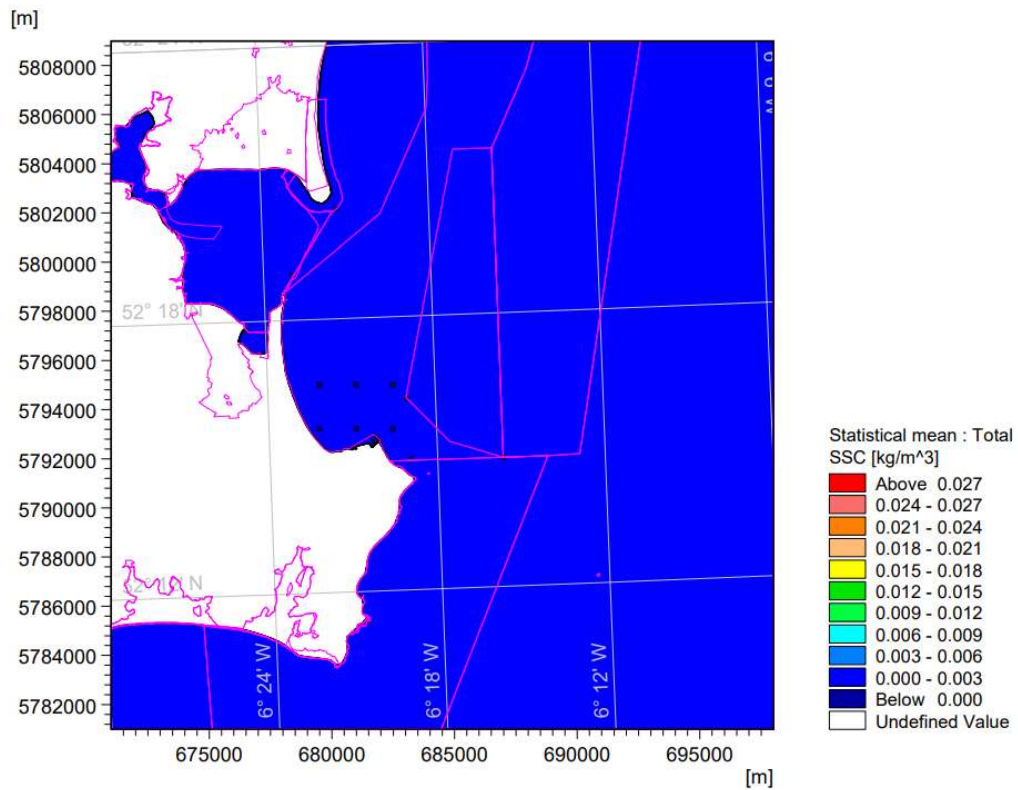 [m]
5808000
5806000
5804000
5802000
5800000
5798000
5796000
5794000
5792000
5790000
5788000
5786000
5784000
5782000
52° 18' N
6° 24' W
6° 18' W
6° 12' W
675000 680000 685000 690000 695000
[m]
Statistical mean : Total
SSC [kg/m^3]
Above 0.027
0.024 - 0.027
0.021 - 0.024
0.018 - 0.021
0.015 - 0.018
0.012 - 0.015
0.009 - 0.012
0.006 - 0.009
0.003 - 0.006
0.000 - 0.003
Below 0.000
Undefined Value